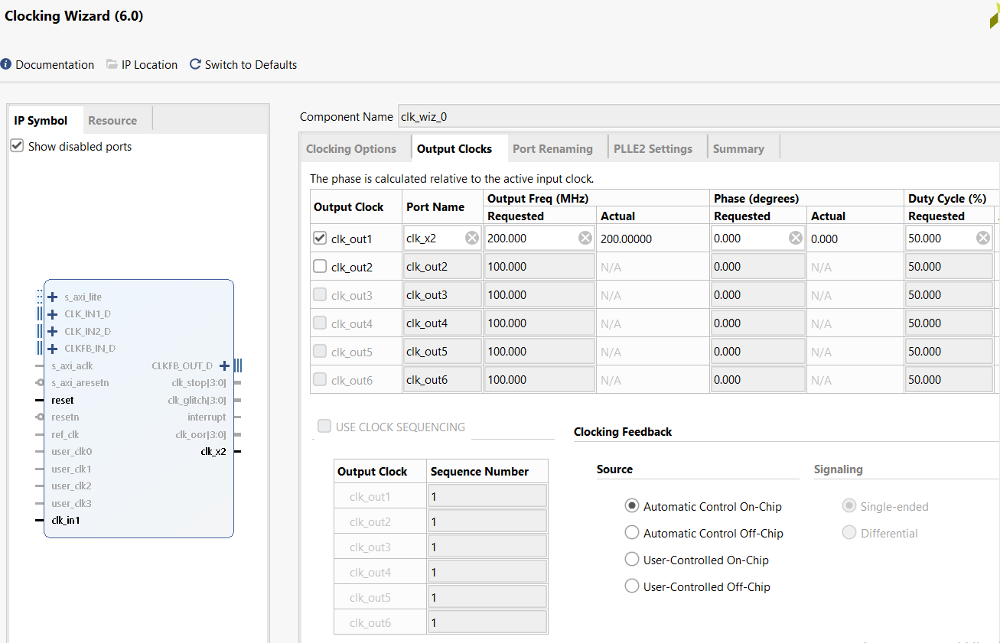 Clocking Wizard (6.0)
Documentation IP Location Switch to Defaults
IP Symbol Resource
Show disabled ports
s_axi_lite
CLK_IN1_D
CLK_IN2_D
CLKFB_IN_D
s_axi_aclk CLKFB_OUT_D
s_axi_aresetn clk_stop[3:0]
reset clk_glitch[3:0]
resetn interrupt
ref_clk clk_oor[3:0]
user_clk0 clk_x2
user_clk1
user_clk2
user_clk3
clk_in1
Component Name clk_wiz_0
Clocking Options Output Clocks Port Renaming PLLE2 Settings Summary
The phase is calculated relative to the active input clock.
Output Clock Port Name Output Freq (MHz) Phase (degrees) Duty Cycle (%)
Requested Actual Requested Actual Requested
clk_out1 clk_x2 200.000 200.00000 0.000 0.000 50.000
clk_out2 clk_out2 100.000 N/A 0.000 N/A 50.000
clk_out3 clk_out3 100.000 N/A 0.000 N/A 50.000
clk_out4 clk_out4 100.000 N/A 0.000 N/A 50.000
clk_out5 clk_out5 100.000 N/A 0.000 N/A 50.000
clk_out6 clk_out6 100.000 N/A 0.000 N/A 50.000
USE CLOCK SEQUENCING
Output Clock Sequence Number
clk_out1 1
clk_out2 1
clk_out3 1
clk_out4 1
clk_out5 1
clk_out6 1
Clocking Feedback
Source Signaling
Automatic Control On-Chip Single-ended
Automatic Control Off-Chip Differential
User-Controlled On-Chip
User-Controlled Off-Chip